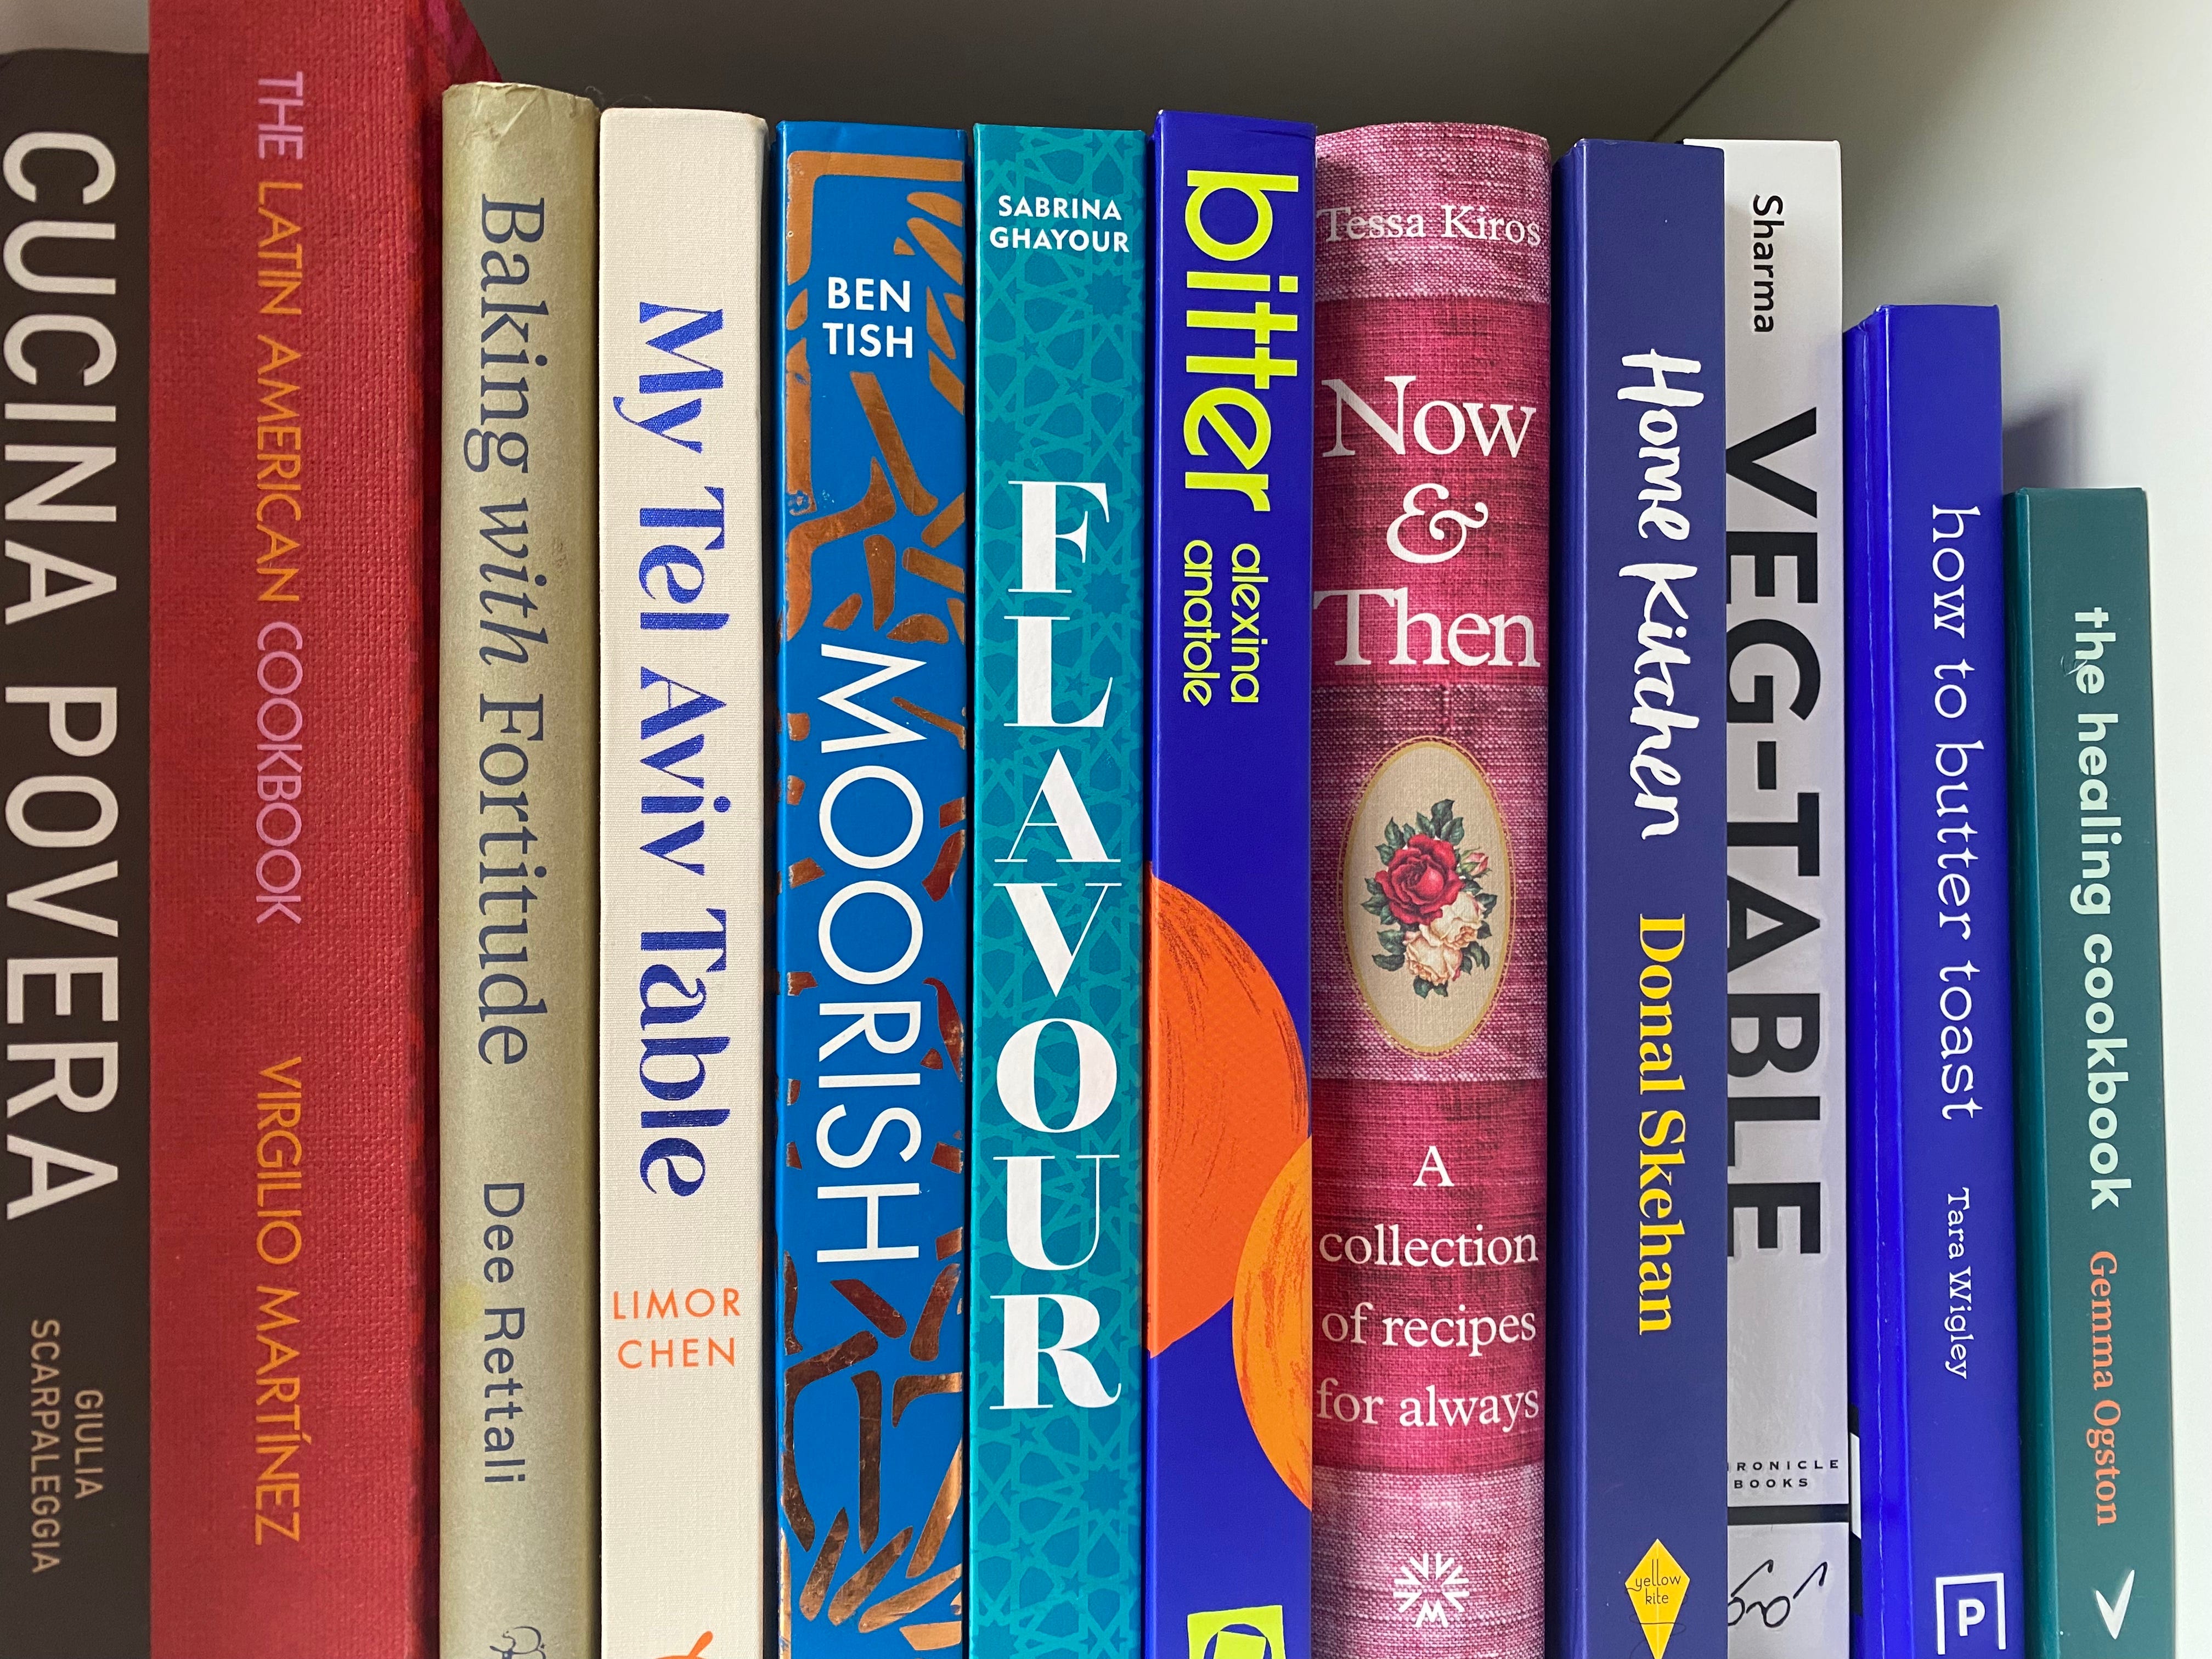 CUCINA POVERA
GIULIA
SCARPALEGGIA
THE LATIN AMERICAN COOKBOOK
VIRGILIO MARTÍNEZ
Baking with Fortitude
Dee Rettali
My Tel Aviv Table
LIMOR
CHEN
BEN
TISH
MOORISH
SABRINA
GHAYOUR
FLAVOUR
bitter
alexina
anatole
Tessa Kiros
Now
&
Then
A
collection
of recipes
for always
Home Kitchen
Donal Skehan
yellow
kite
Sharma
VEG-TABLE
RONICLE
BOOKS
how to butter toast
Tara Wigley
P
the healing cookbook
Gemma Ogston